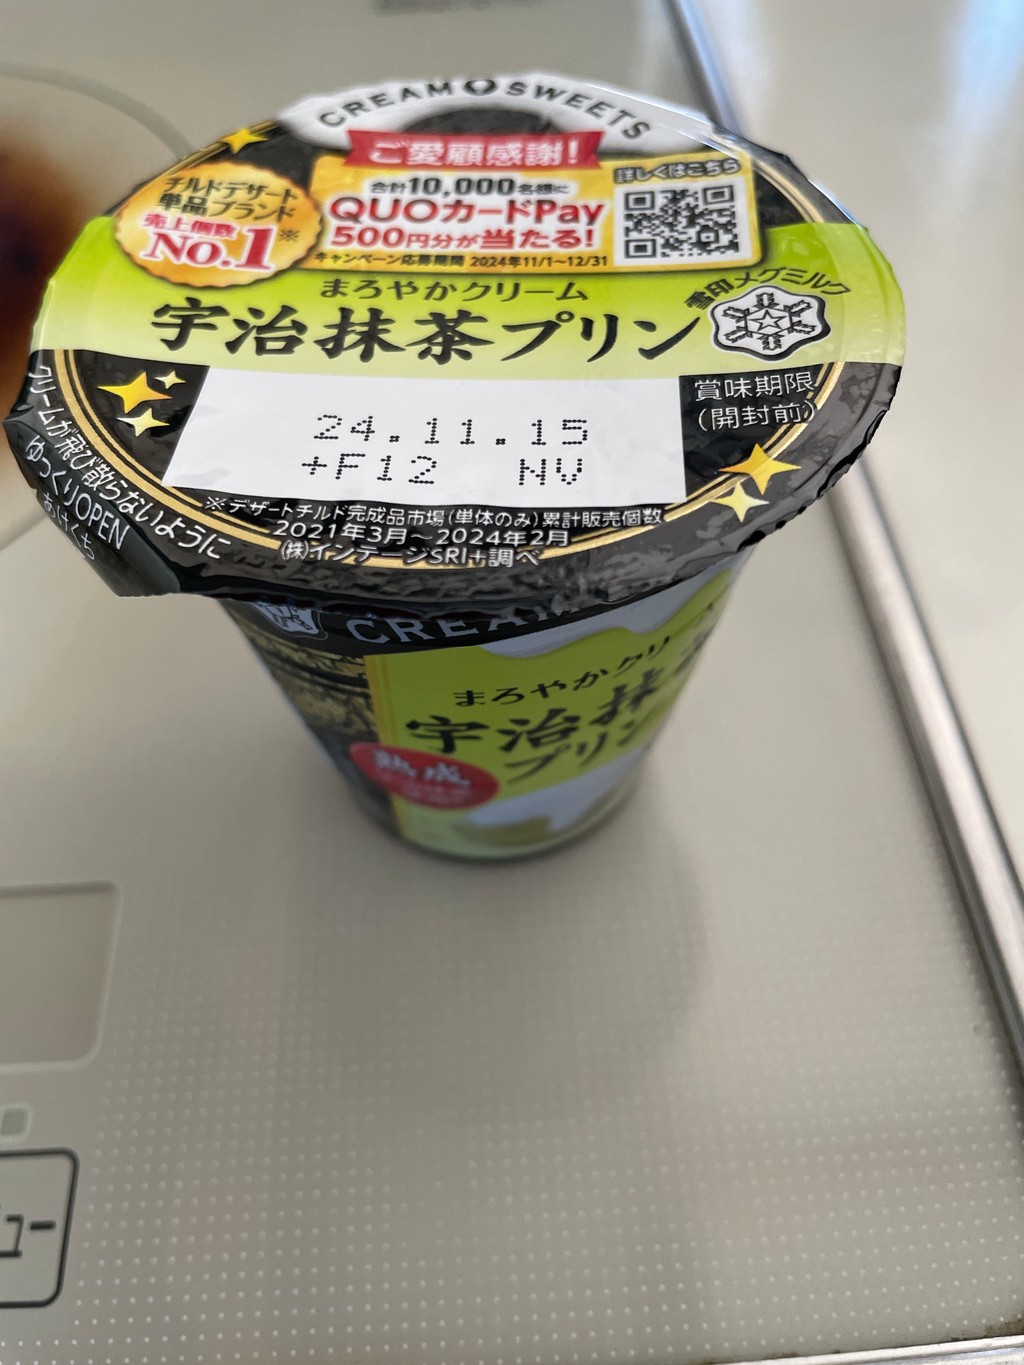 CREAM SWEETS
ご愛顧感謝!
チルドデザート
単品ブランド
売上個数
No.1※
合計10,000名様に
QUOカードPay
500円分が当たる!
キャンペーン応募期間 2024年11/1~12/31
詳しくはこちら
まろやかクリーム
宇治抹茶プリン
雪印メグミルク
賞味期限
(開封前)
24.11.15
+F12 NV
クリームが飛び散らないように
ゆっくりOPEN
あけくち
※デザートチルド完成品市場(単体のみ)累計販売個数
2021年3月~2024年2月
(株)インテージSRI+調べ
CREAM
まろやかクリー
宇治抹
プリン
熟成
ュー